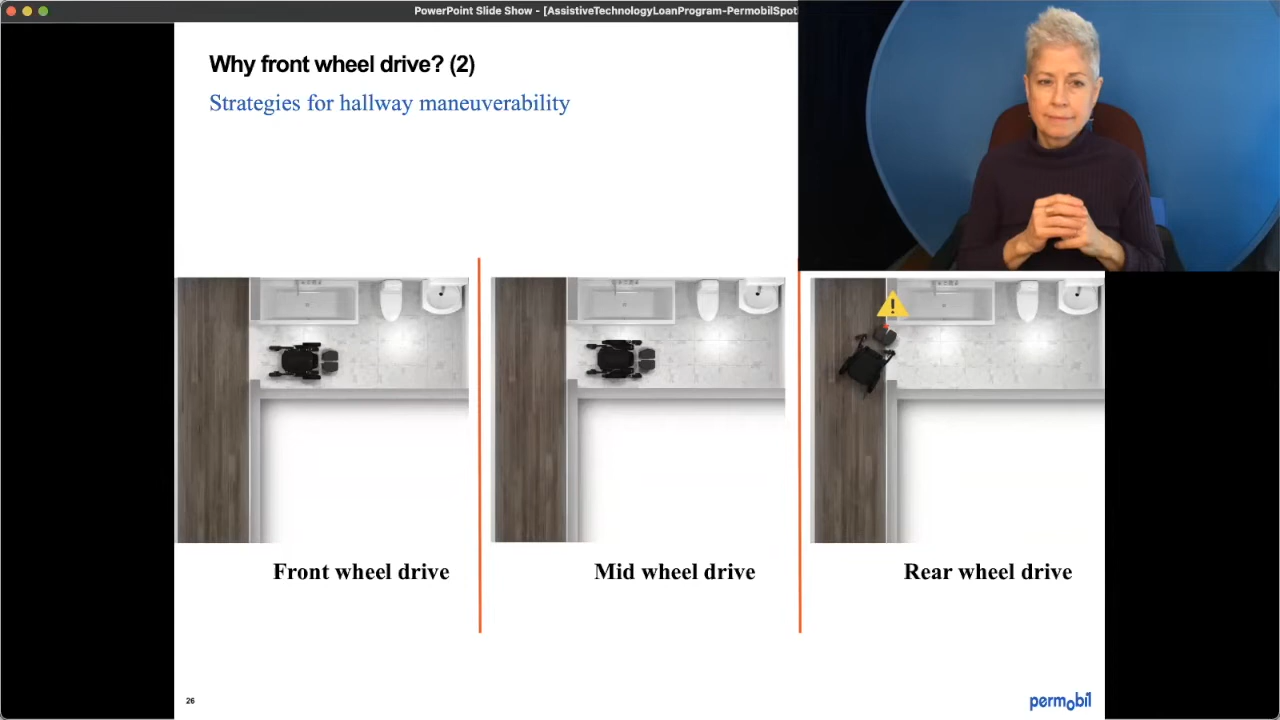 PowerPoint Slide Show - [AssistiveTechnologyLoanProgram-PermobilSpot
Why front wheel drive? (2)
Strategies for hallway maneuverability
!
Front wheel drive
Mid wheel drive
Rear wheel drive
26
permobil